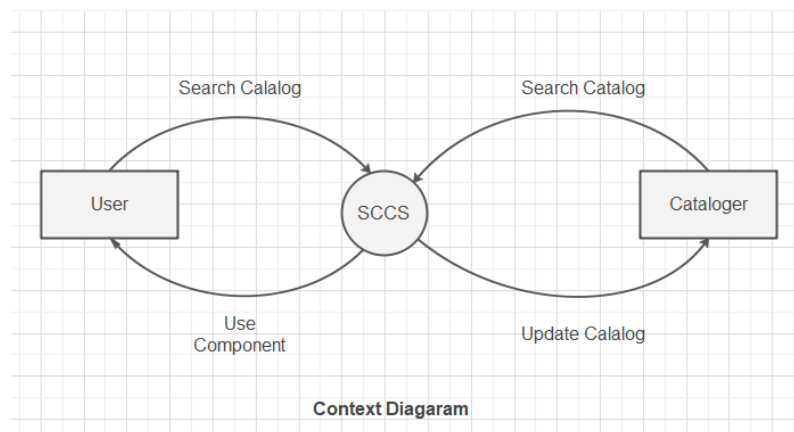 Search Calalog
Search Catalog
User
SCCS
Cataloger
Use
Component
Update Calalog
Context Diagaram